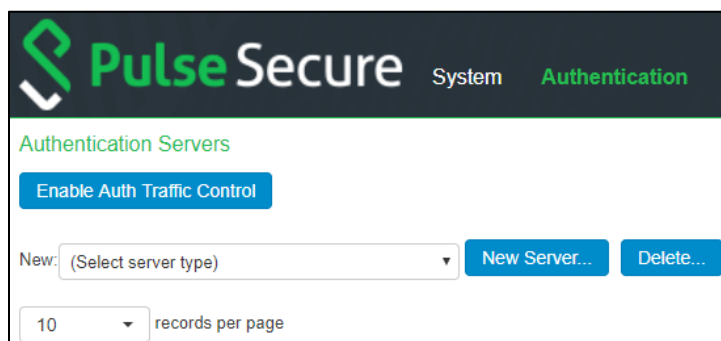 Pulse Secure System Authentication
Authentication Servers
Enable Auth Traffic Control
New: (Select server type) New Server... Delete...
10 records per page